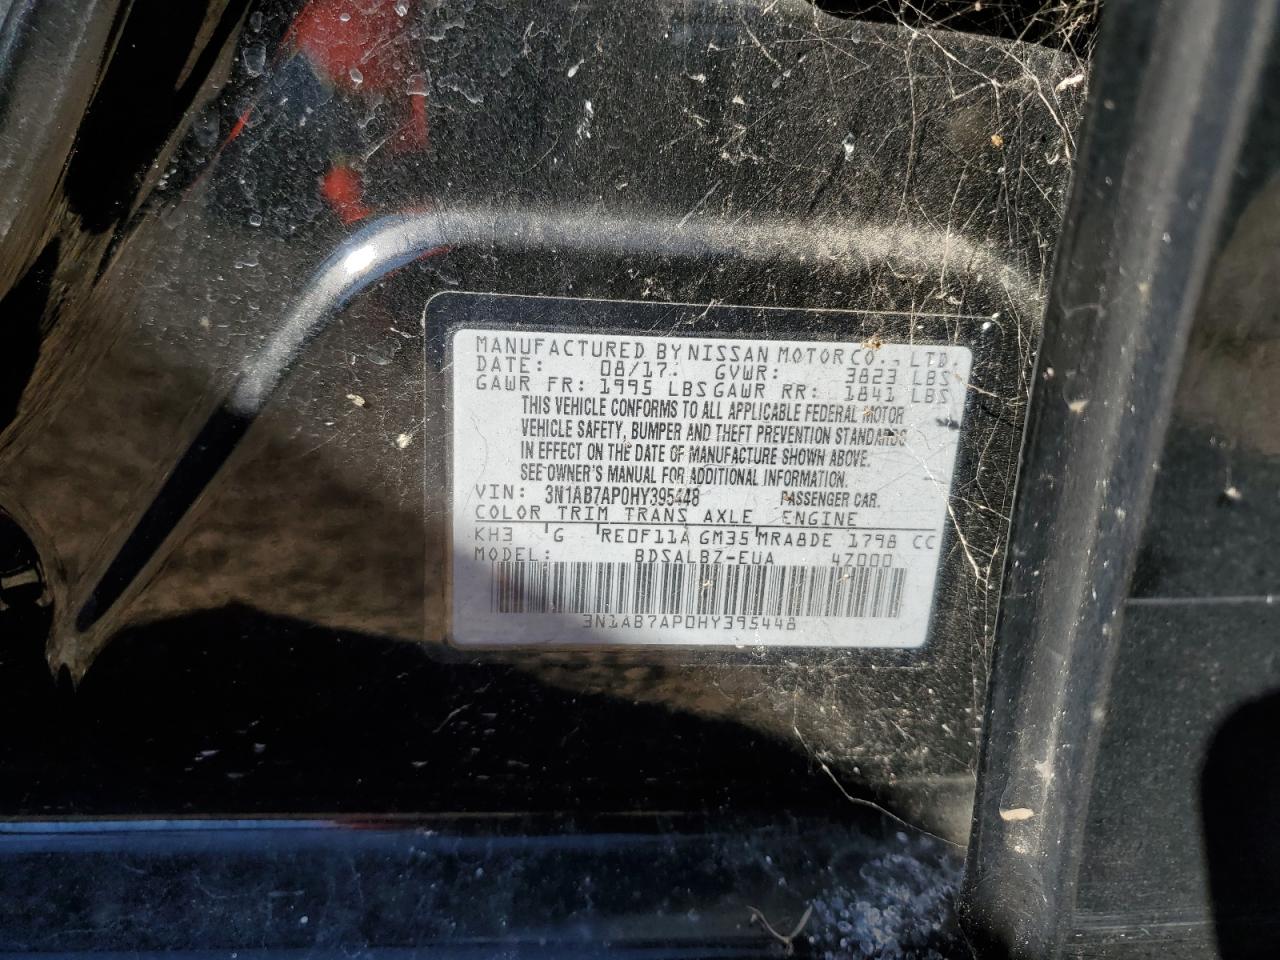 MANUFACTURED BY NISSAN MOTOR CO., LTD.
DATE: 08/17 GVWR: 3823 LBS
GAWR FR: 1995 LBS GAWR RR: 1841 LBS
THIS VEHICLE CONFORMS TO ALL APPLICABLE FEDERAL MOTOR
VEHICLE SAFETY, BUMPER AND THEFT PREVENTION STANDARDS
IN EFFECT ON THE DATE OF MANUFACTURE SHOWN ABOVE.
SEE OWNER'S MANUAL FOR ADDITIONAL INFORMATION.
VIN: 3N1AB7AP0HY395448 PASSENGER CAR.
COLOR TRIM TRANS AXLE ENGINE
KH3 G RE0F11A GM35 MRA8DE 1798 CC
MODEL: BDSALBZ-EUA 4Z000
3N1AB7AP0HY395448